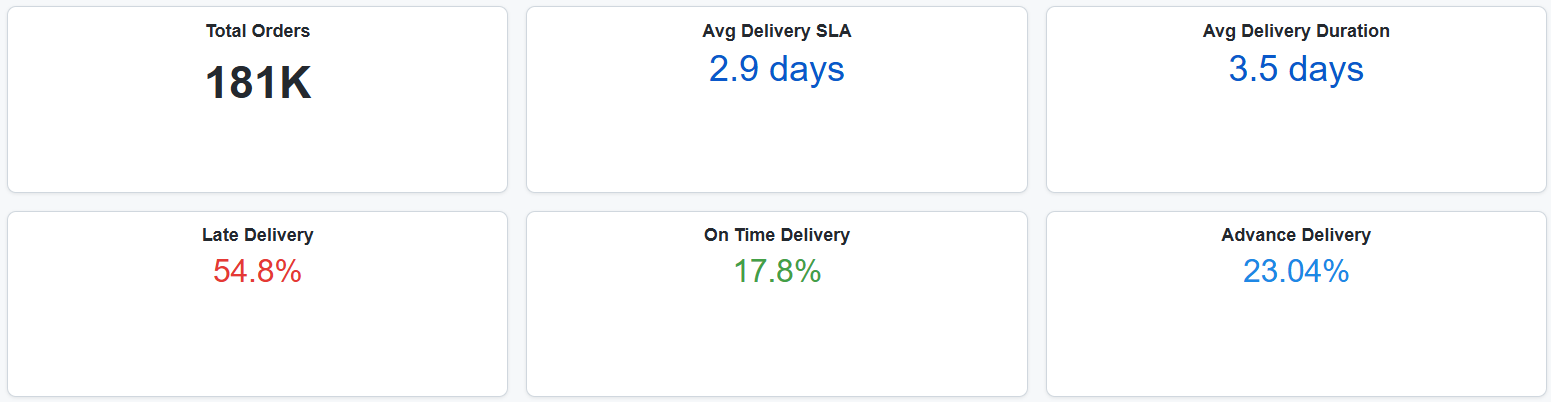 Total Orders
181K
Avg Delivery SLA
2.9 days
Avg Delivery Duration
3.5 days
Late Delivery
54.8%
On Time Delivery
17.8%
Advance Delivery
23.04%